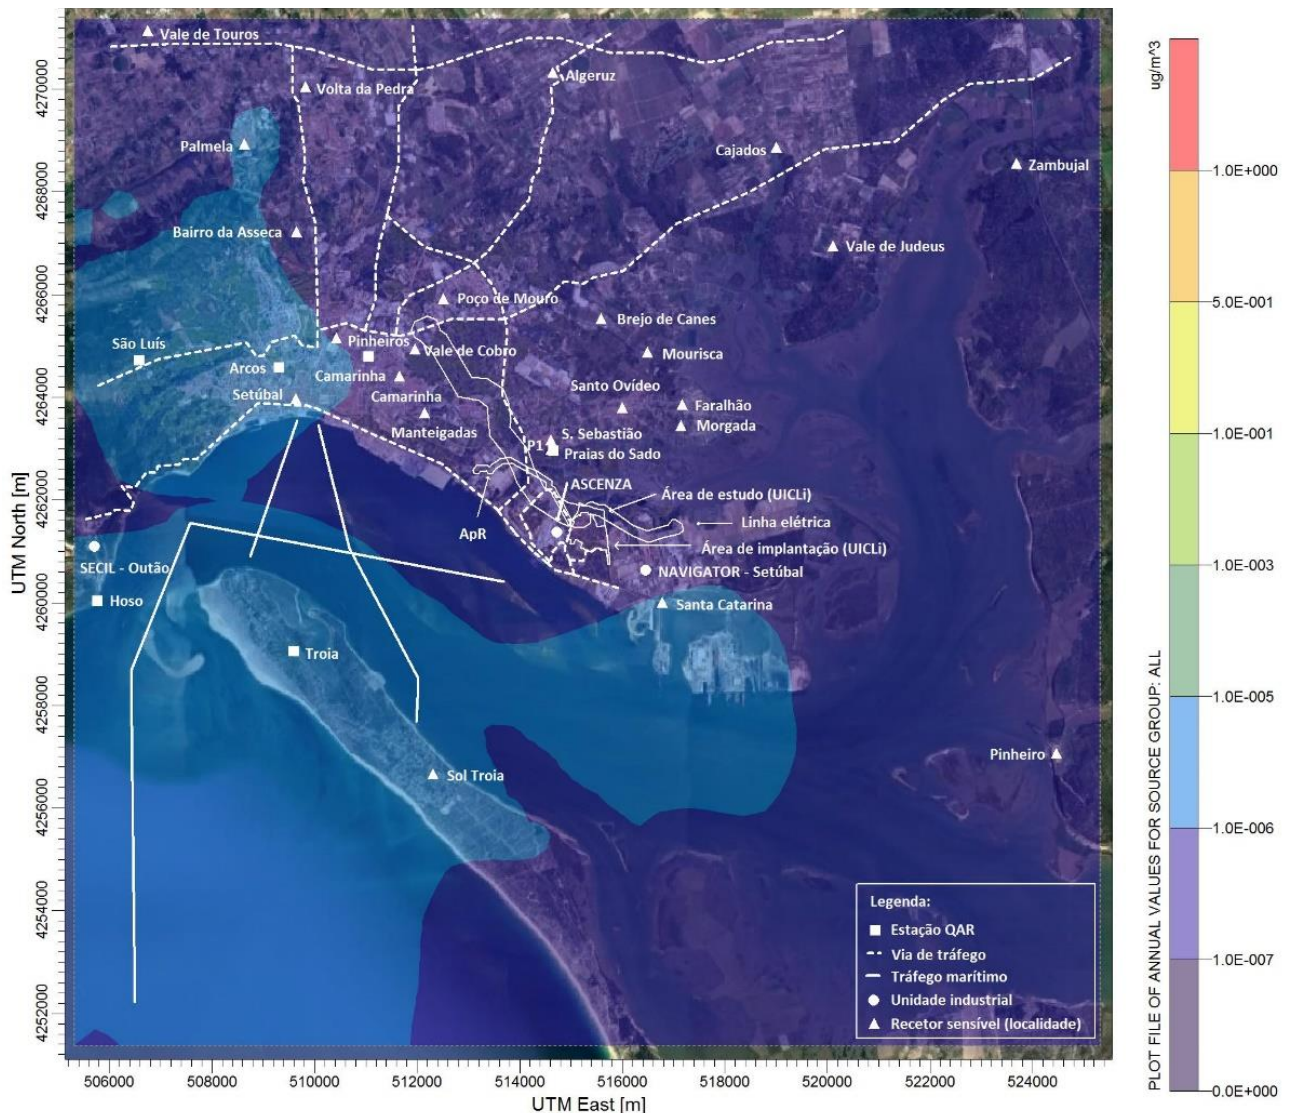 Vale de Touros
Volta da Pedra
Algeruz
Palmela
Cajados
Zambujal
Bairro da Asseca
Vale de Judeus
Poço de Mouro
Brejo de Canes
São Luís
Pinheiros
Vale de Cobro
Mourisca
Arcos
Camarinha
Santo Ovídeo
Setúbal
Camarinha
Faralhão
Manteigadas
Morgada
S. Sebastião
P1
Praias do Sado
ASCENZA
Área de estudo (UICLi)
Linha elétrica
ApR
Área de implantação (UICLi)
SECIL - Outão
NAVIGATOR - Setúbal
Hoso
Santa Catarina
Troia
Pinheiro
Sol Troia
Legenda:
Estação QAR
Via de tráfego
Tráfego marítimo
Unidade industrial
Recetor sensível (localidade)
UTM North [m]
4270000
4268000
4266000
4264000
4262000
4260000
4258000
4256000
4254000
4252000
506000
508000
510000
512000
514000
516000
518000
520000
522000
524000
UTM East [m]
ug/m^3
1.0E+000
5.0E-001
1.0E-001
1.0E-003
1.0E-005
1.0E-006
1.0E-007
0.0E+000
PLOT FILE OF ANNUAL VALUES FOR SOURCE GROUP: ALL